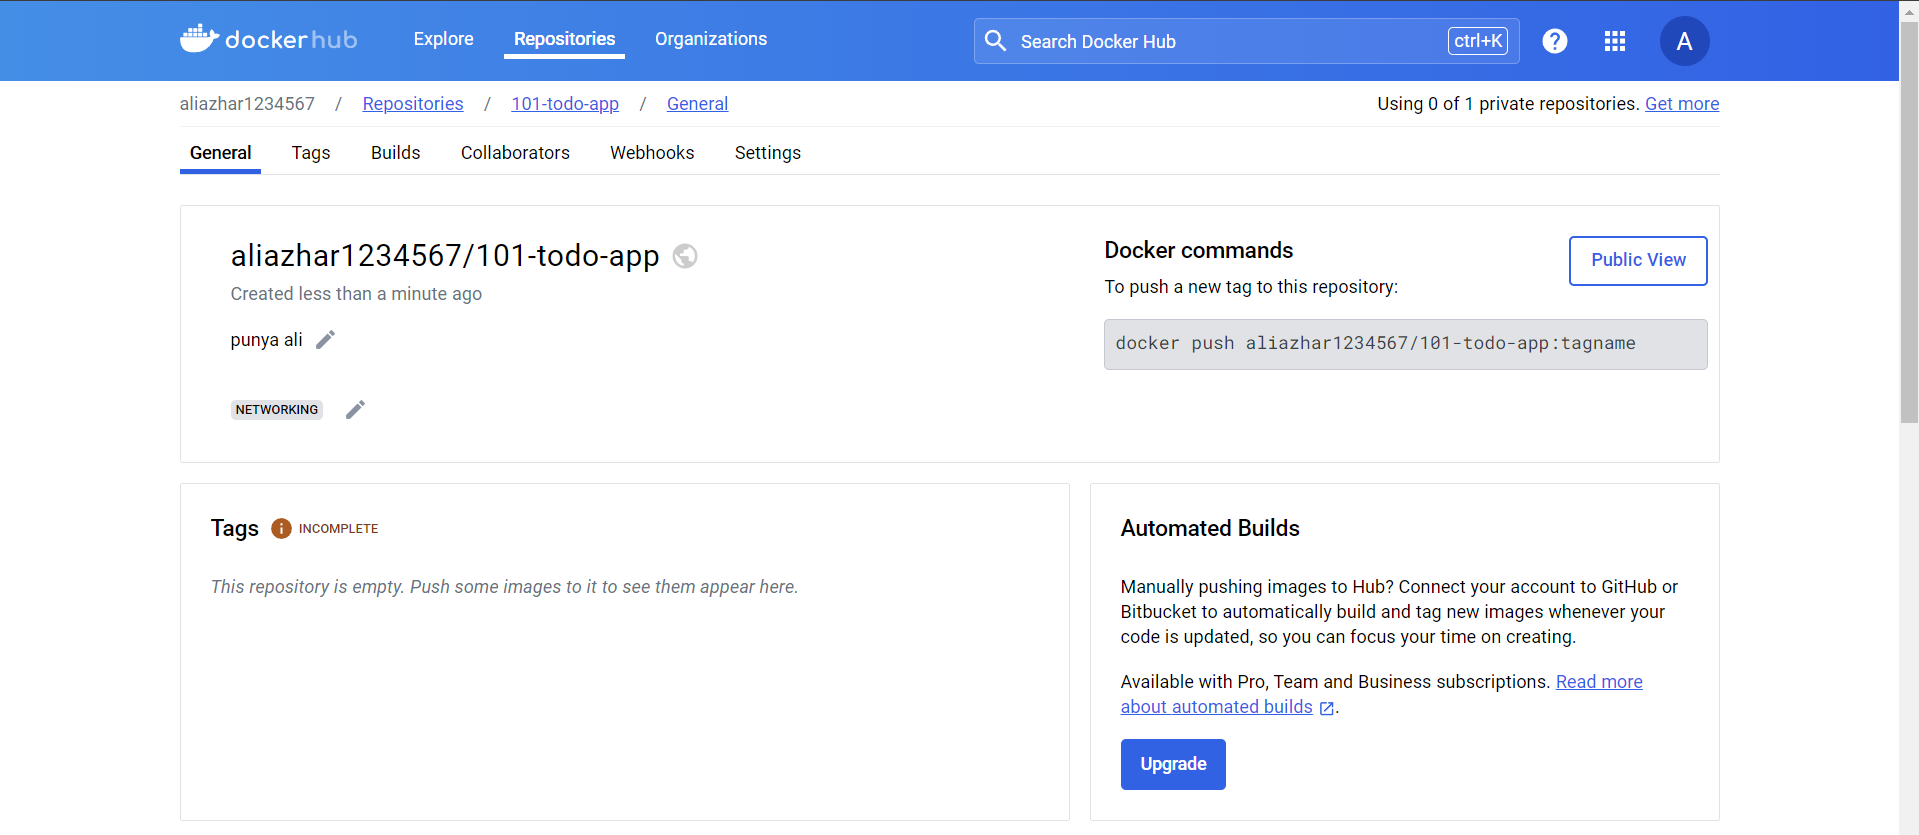 dockerhub Explore Repositories Organizations Search Docker Hub ctrl+K ? A
aliazhar1234567 / Repositories / 101-todo-app / General Using 0 of 1 private repositories. Get more
General Tags Builds Collaborators Webhooks Settings
aliazhar1234567/101-todo-app
Created less than a minute ago
punya ali
NETWORKING
Docker commands
Public View
To push a new tag to this repository:
docker push aliazhar1234567/101-todo-app:tagname
Tags i INCOMPLETE
This repository is empty. Push some images to it to see them appear here.
Automated Builds
Manually pushing images to Hub? Connect your account to GitHub or
Bitbucket to automatically build and tag new images whenever your
code is updated, so you can focus your time on creating.
Available with Pro, Team and Business subscriptions. Read more
about automated builds .
Upgrade